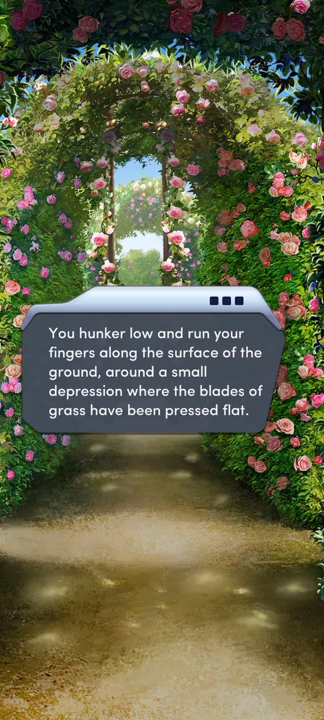 You hunker low and run your
fingers along the surface of the
ground, around a small
depression where the blades of
grass have been pressed flat.